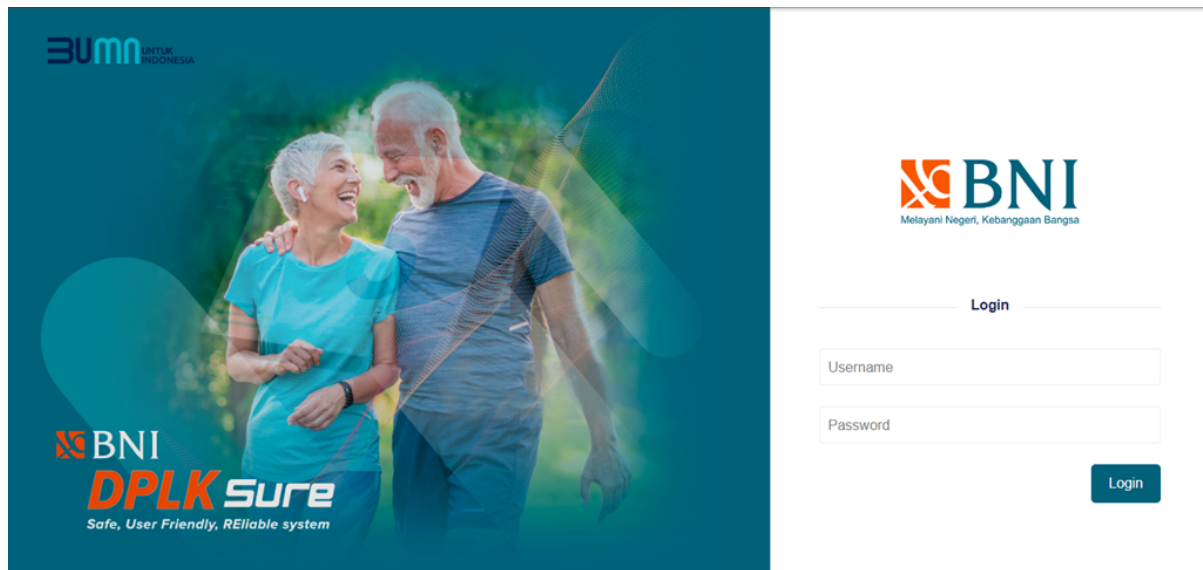 BUMN UNTUK
INDONESIA
BNI
DPLK Sure
Safe, User Friendly, REliable system
BNI
Melayani Negeri, Kebanggaan Bangsa
Login
Username
Password
Login